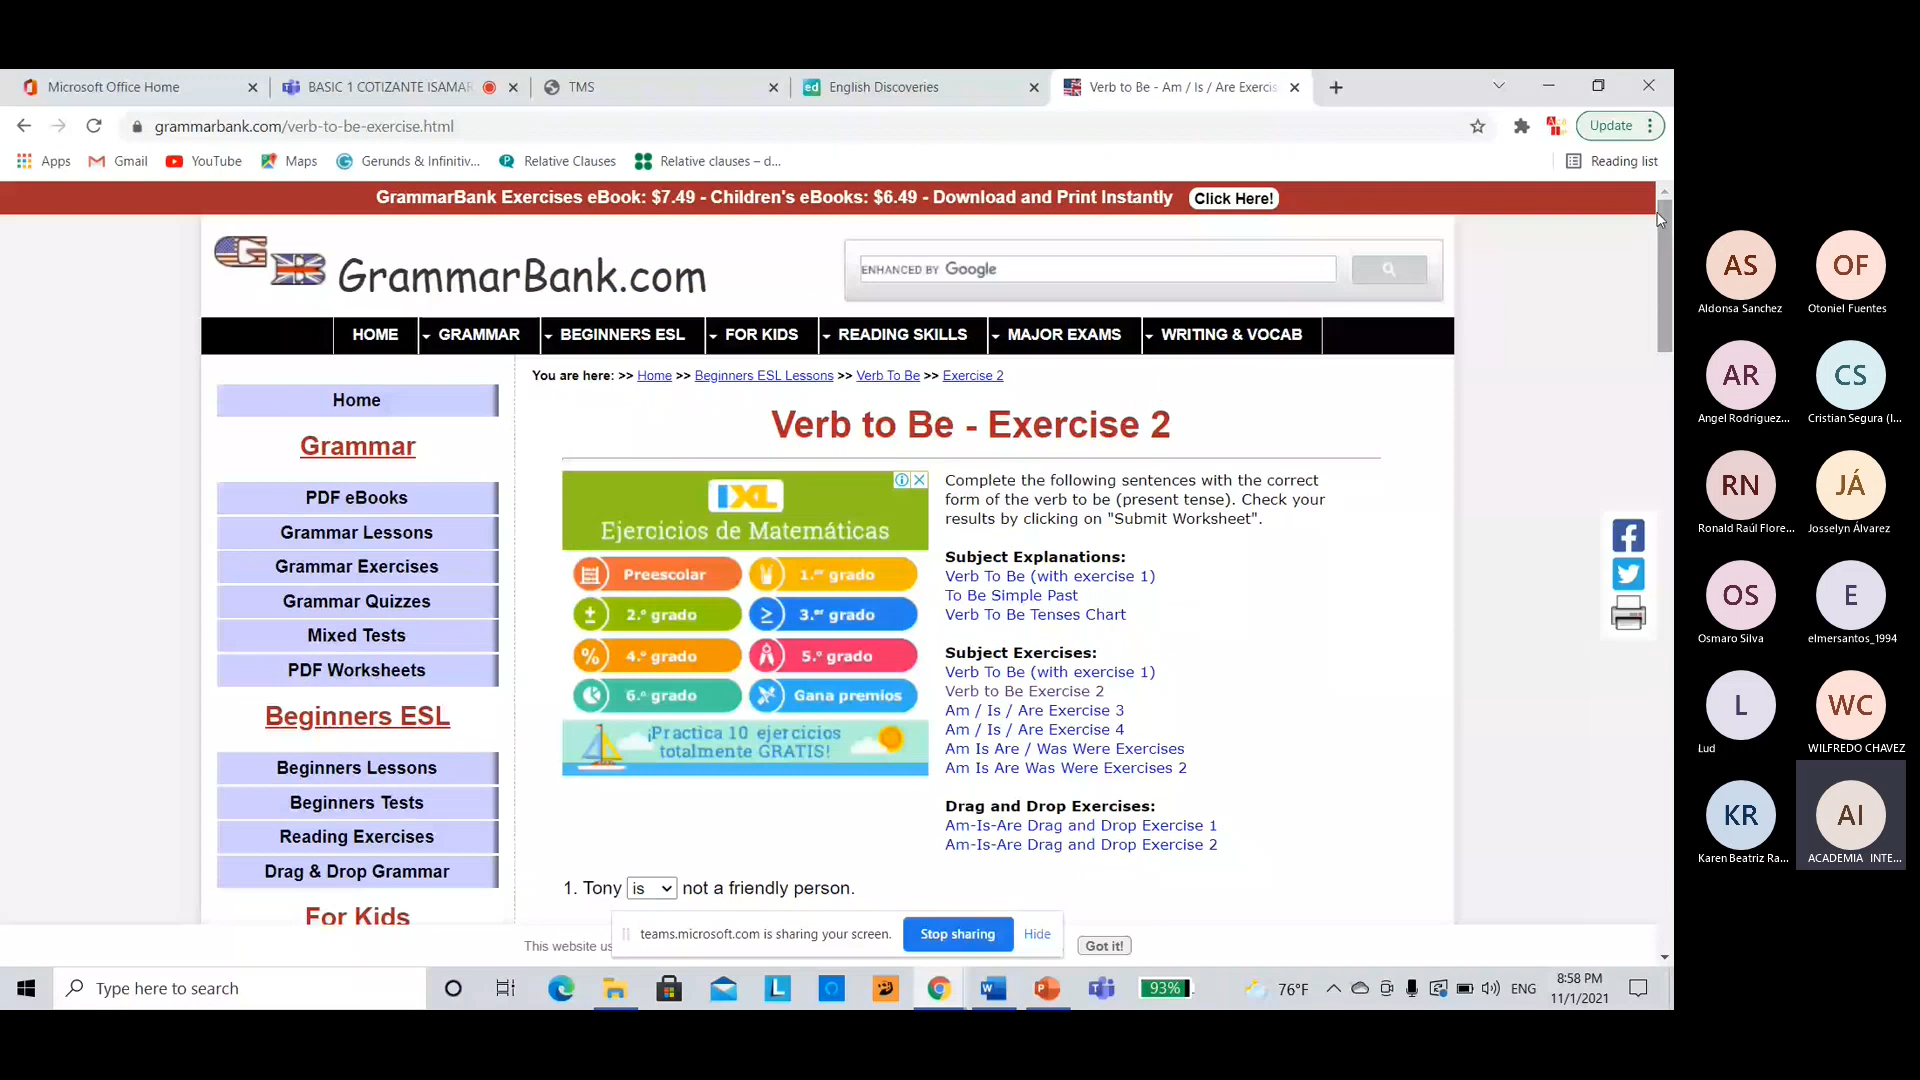 Microsoft Office Home
BASIC 1 COTIZANTE ISAMAR
TMS
ed English Discoveries
Verb to Be - Am / Is / Are Exercis
grammarbank.com/verb-to-be-exercise.html
Update
Apps
Gmail
YouTube
Maps
Gerunds & Infinitiv...
Relative Clauses
Relative clauses – d...
Reading list
GrammarBank Exercises eBook: $7.49 - Children's eBooks: $6.49 - Download and Print Instantly Click Here!
GrammarBank.com
ENHANCED BY Google
HOME
GRAMMAR
BEGINNERS ESL
FOR KIDS
READING SKILLS
MAJOR EXAMS
WRITING & VOCAB
Home
Grammar
PDF eBooks
Grammar Lessons
Grammar Exercises
Grammar Quizzes
Mixed Tests
PDF Worksheets
Beginners ESL
Beginners Lessons
Beginners Tests
Reading Exercises
Drag & Drop Grammar
For Kids
You are here: >> Home >> Beginners ESL Lessons >> Verb To Be >> Exercise 2
Verb to Be - Exercise 2
IXL
Ejercicios de Matemáticas
Preescolar
1.er grado
2.º grado
3.er grado
4.º grado
5.º grado
6.º grado
Gana premios
¡Practica 10 ejercicios
totalmente GRATIS!
Complete the following sentences with the correct
form of the verb to be (present tense). Check your
results by clicking on "Submit Worksheet".
Subject Explanations:
Verb To Be (with exercise 1)
To Be Simple Past
Verb To Be Tenses Chart
Subject Exercises:
Verb To Be (with exercise 1)
Verb to Be Exercise 2
Am / Is / Are Exercise 3
Am / Is / Are Exercise 4
Am Is Are / Was Were Exercises
Am Is Are Was Were Exercises 2
Drag and Drop Exercises:
Am-Is-Are Drag and Drop Exercise 1
Am-Is-Are Drag and Drop Exercise 2
1. Tony is not a friendly person.
This website us
teams.microsoft.com is sharing your screen.
Stop sharing
Hide
Got it!
Type here to search
93%
76°F
ENG
8:58 PM
11/1/2021
AS
Aldonsa Sanchez
OF
Otoniel Fuentes
AR
Angel Rodriguez...
CS
Cristian Segura (I...
RN
Ronald Raúl Flore...
JÁ
Josselyn Álvarez
OS
Osmaro Silva
E
elmersantos_1994
L
Lud
WC
WILFREDO CHAVEZ
KR
Karen Beatriz Ra...
AI
ACADEMIA INTE...